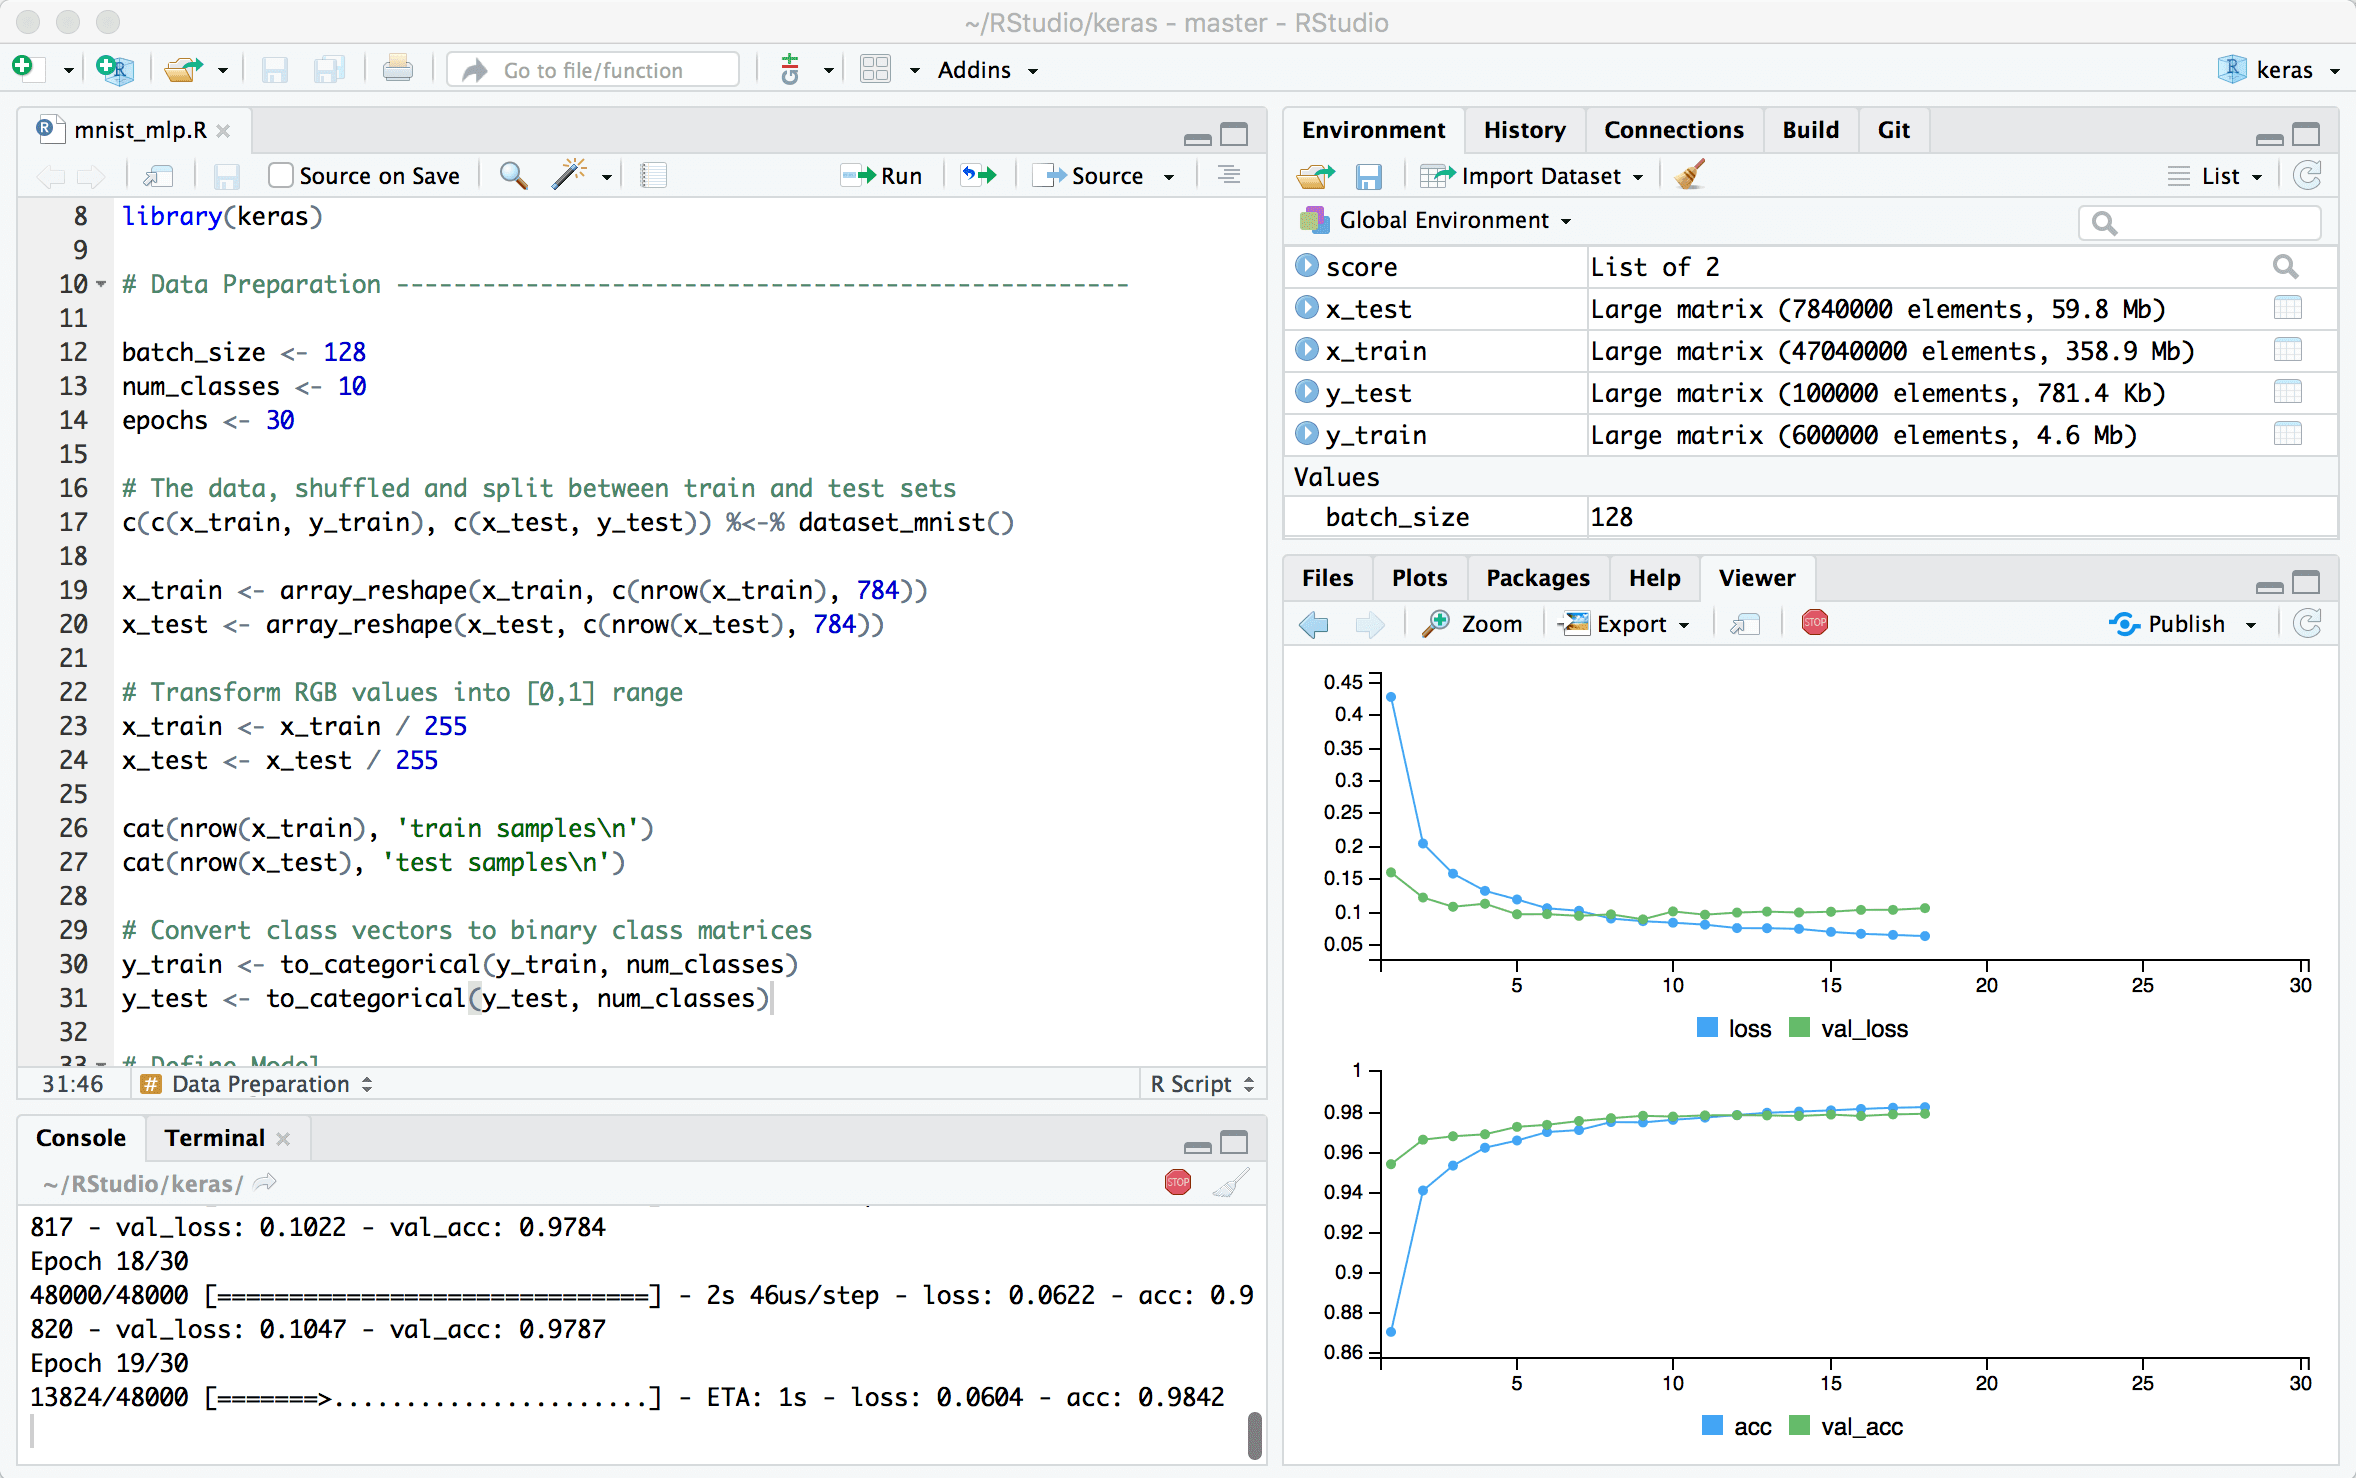 ~/RStudio/keras - master - RStudio
Go to file/function
Addins
keras
mnist_mlp.R
Source on Save
Run
Source
8 library(keras)
9
10 # Data Preparation ---------------------------------------------------
11
12 batch_size <- 128
13 num_classes <- 10
14 epochs <- 30
15
16 # The data, shuffled and split between train and test sets
17 c(c(x_train, y_train), c(x_test, y_test)) %<-% dataset_mnist()
18
19 x_train <- array_reshape(x_train, c(nrow(x_train), 784))
20 x_test <- array_reshape(x_test, c(nrow(x_test), 784))
21
22 # Transform RGB values into [0,1] range
23 x_train <- x_train / 255
24 x_test <- x_test / 255
25
26 cat(nrow(x_train), 'train samples\n')
27 cat(nrow(x_test), 'test samples\n')
28
29 # Convert class vectors to binary class matrices
30 y_train <- to_categorical(y_train, num_classes)
31 y_test <- to_categorical(y_test, num_classes)
32
33 # Define Model
31:46 # Data Preparation R Script
Console Terminal
~/RStudio/keras/ STOP
817 - val_loss: 0.1022 - val_acc: 0.9784
Epoch 18/30
48000/48000 [==============================] - 2s 46us/step - loss: 0.0622 - acc: 0.9
820 - val_loss: 0.1047 - val_acc: 0.9787
Epoch 19/30
13824/48000 [=======>......................] - ETA: 1s - loss: 0.0604 - acc: 0.9842
Environment History Connections Build Git
Import Dataset List
Global Environment
score List of 2
x_test Large matrix (7840000 elements, 59.8 Mb)
x_train Large matrix (47040000 elements, 358.9 Mb)
y_test Large matrix (100000 elements, 781.4 Kb)
y_train Large matrix (600000 elements, 4.6 Mb)
Values
batch_size 128
Files Plots Packages Help Viewer
Zoom Export STOP Publish
0.45
0.4
0.35
0.3
0.25
0.2
0.15
0.1
0.05
5 10 15 20 25 30
loss val_loss
1
0.98
0.96
0.94
0.92
0.9
0.88
0.86
5 10 15 20 25 30
acc val_acc